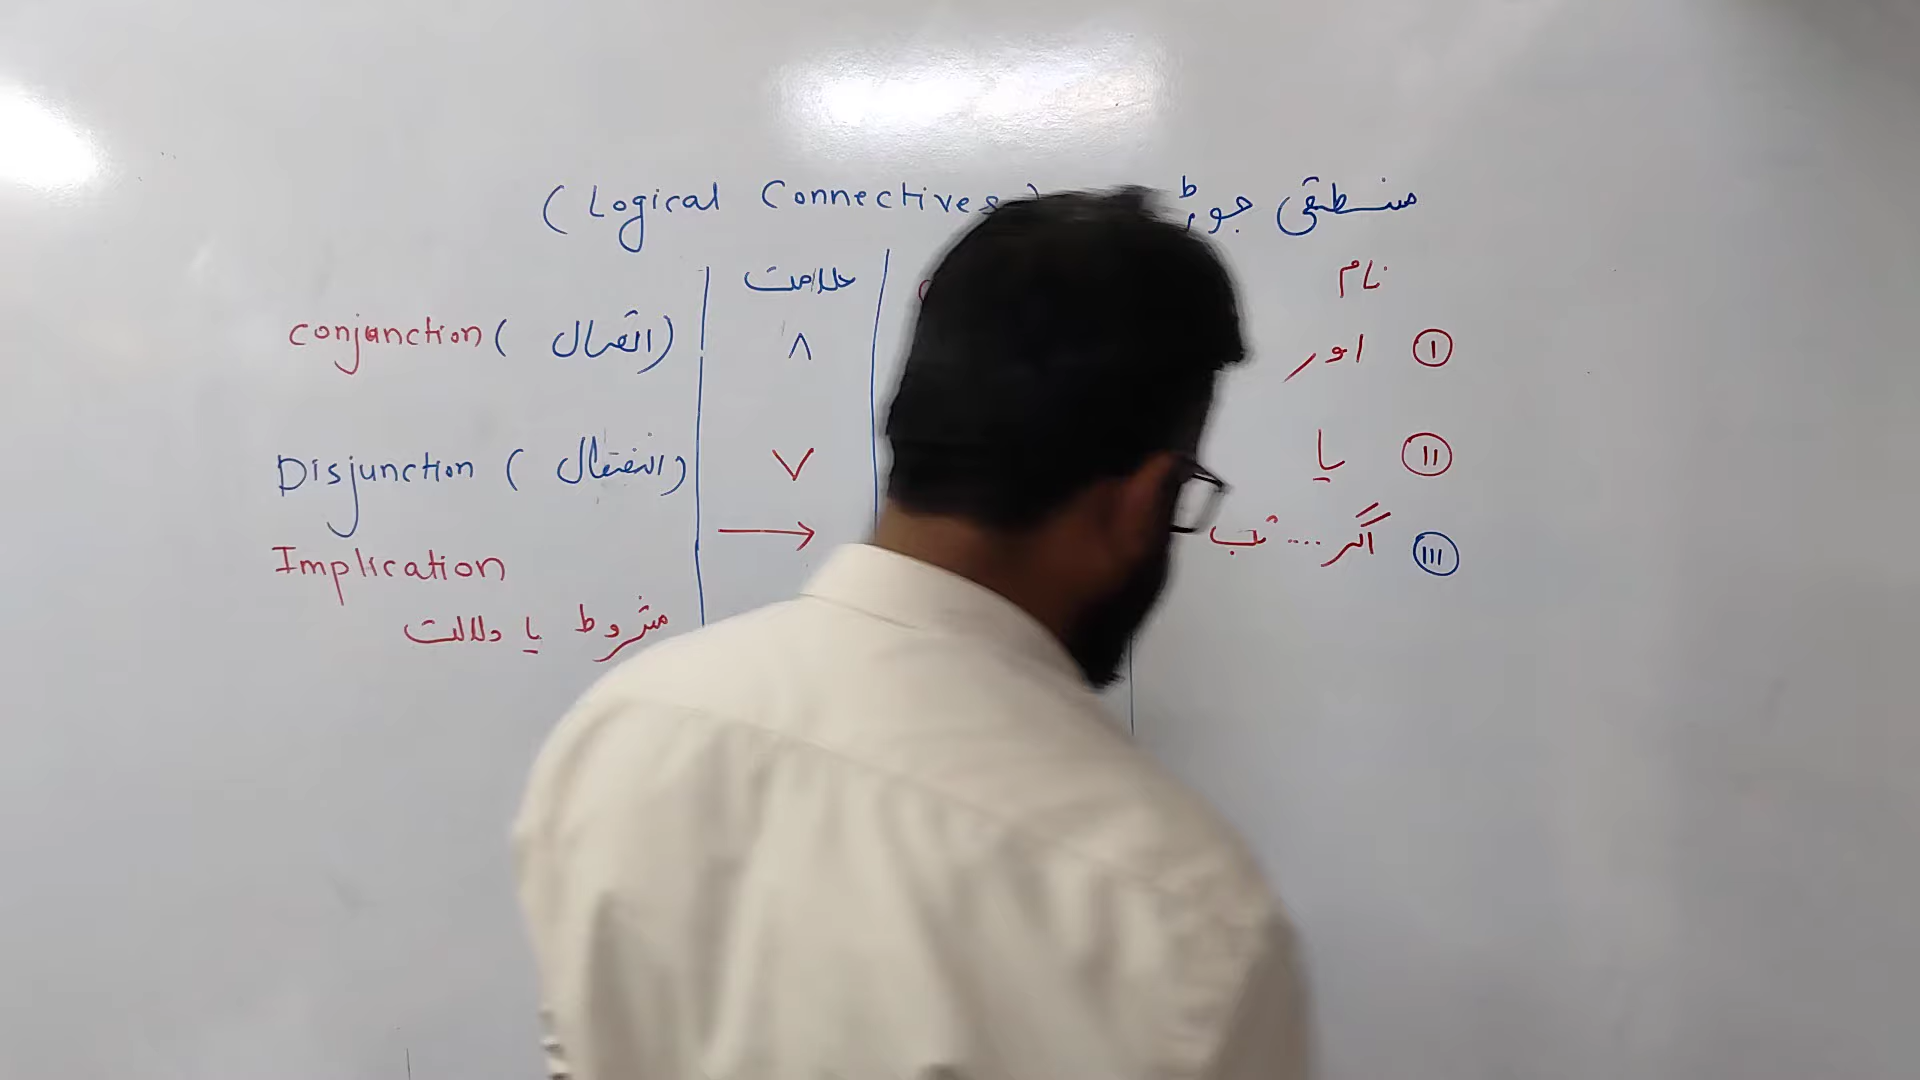 منطقی جوڑ (Logical Connectives)
نام علامت
① اور ∧ (اتصال) Conjunction
② یا ∨ (انفصال) Disjunction
③ اگر .... تب → Implication
مشروط یا دلالت